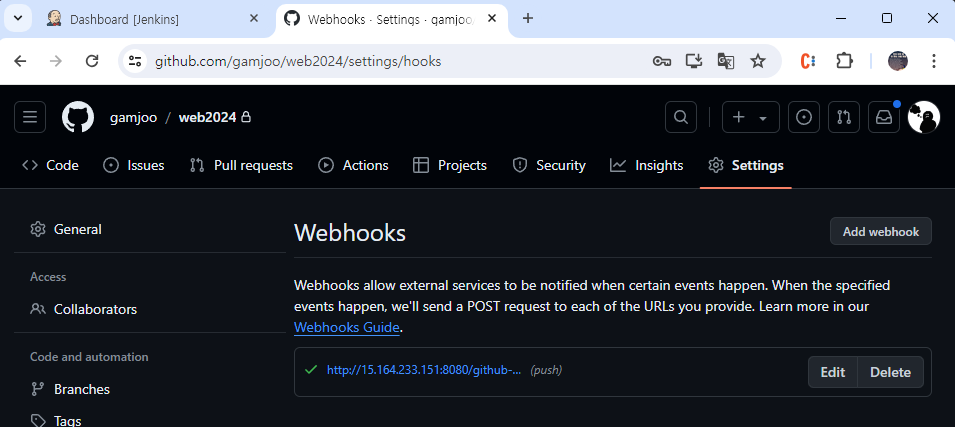 Dashboard [Jenkins]
Webhooks · Settings · gamjoo/
github.com/gamjoo/web2024/settings/hooks
gamjoo / web2024
Code
Issues
Pull requests
Actions
Projects
Security
Insights
Settings
General
Access
Collaborators
Code and automation
Branches
Tags
Webhooks
Add webhook
Webhooks allow external services to be notified when certain events happen. When the specified
events happen, we'll send a POST request to each of the URLs you provide. Learn more in our
Webhooks Guide.
http://15.164.233.151:8080/github-... (push)
Edit
Delete